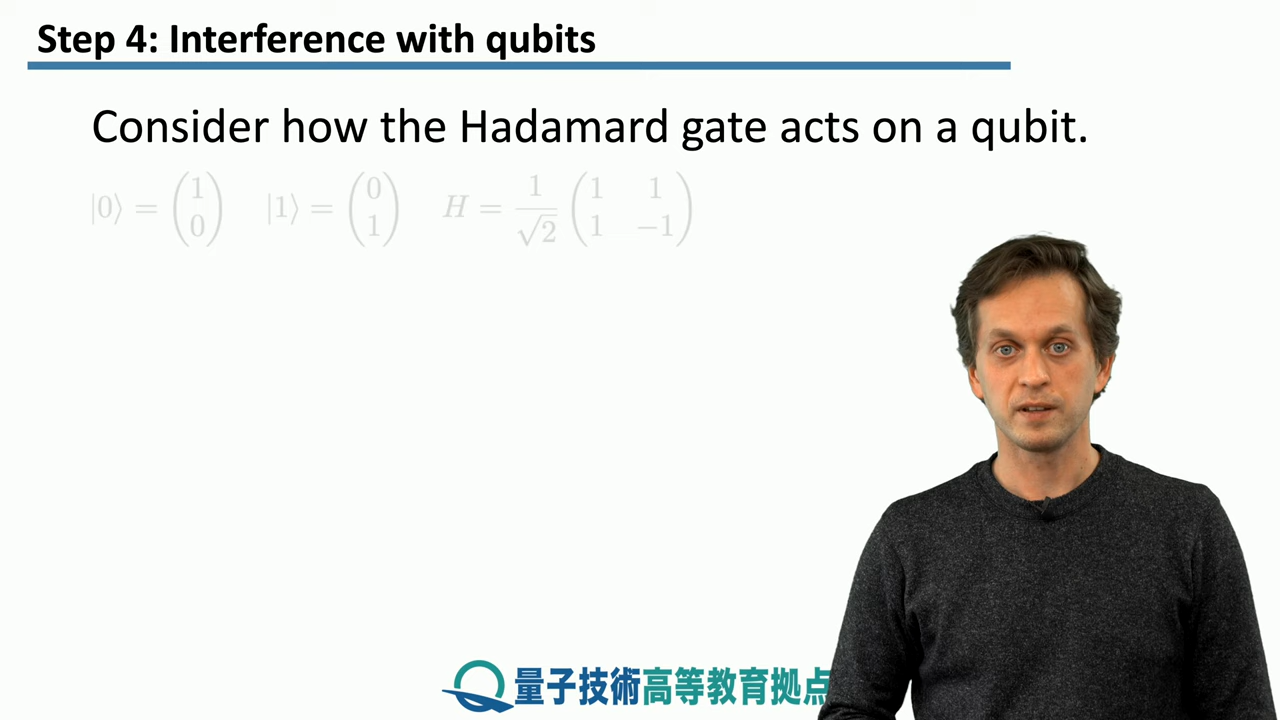 Step 4: Interference with qubits
Consider how the Hadamard gate acts on a qubit.
|0⟩ = (1 0) |1⟩ = (0 1) H = 1/√2 (1 1 1 −1)
量子技術高等教育拠点